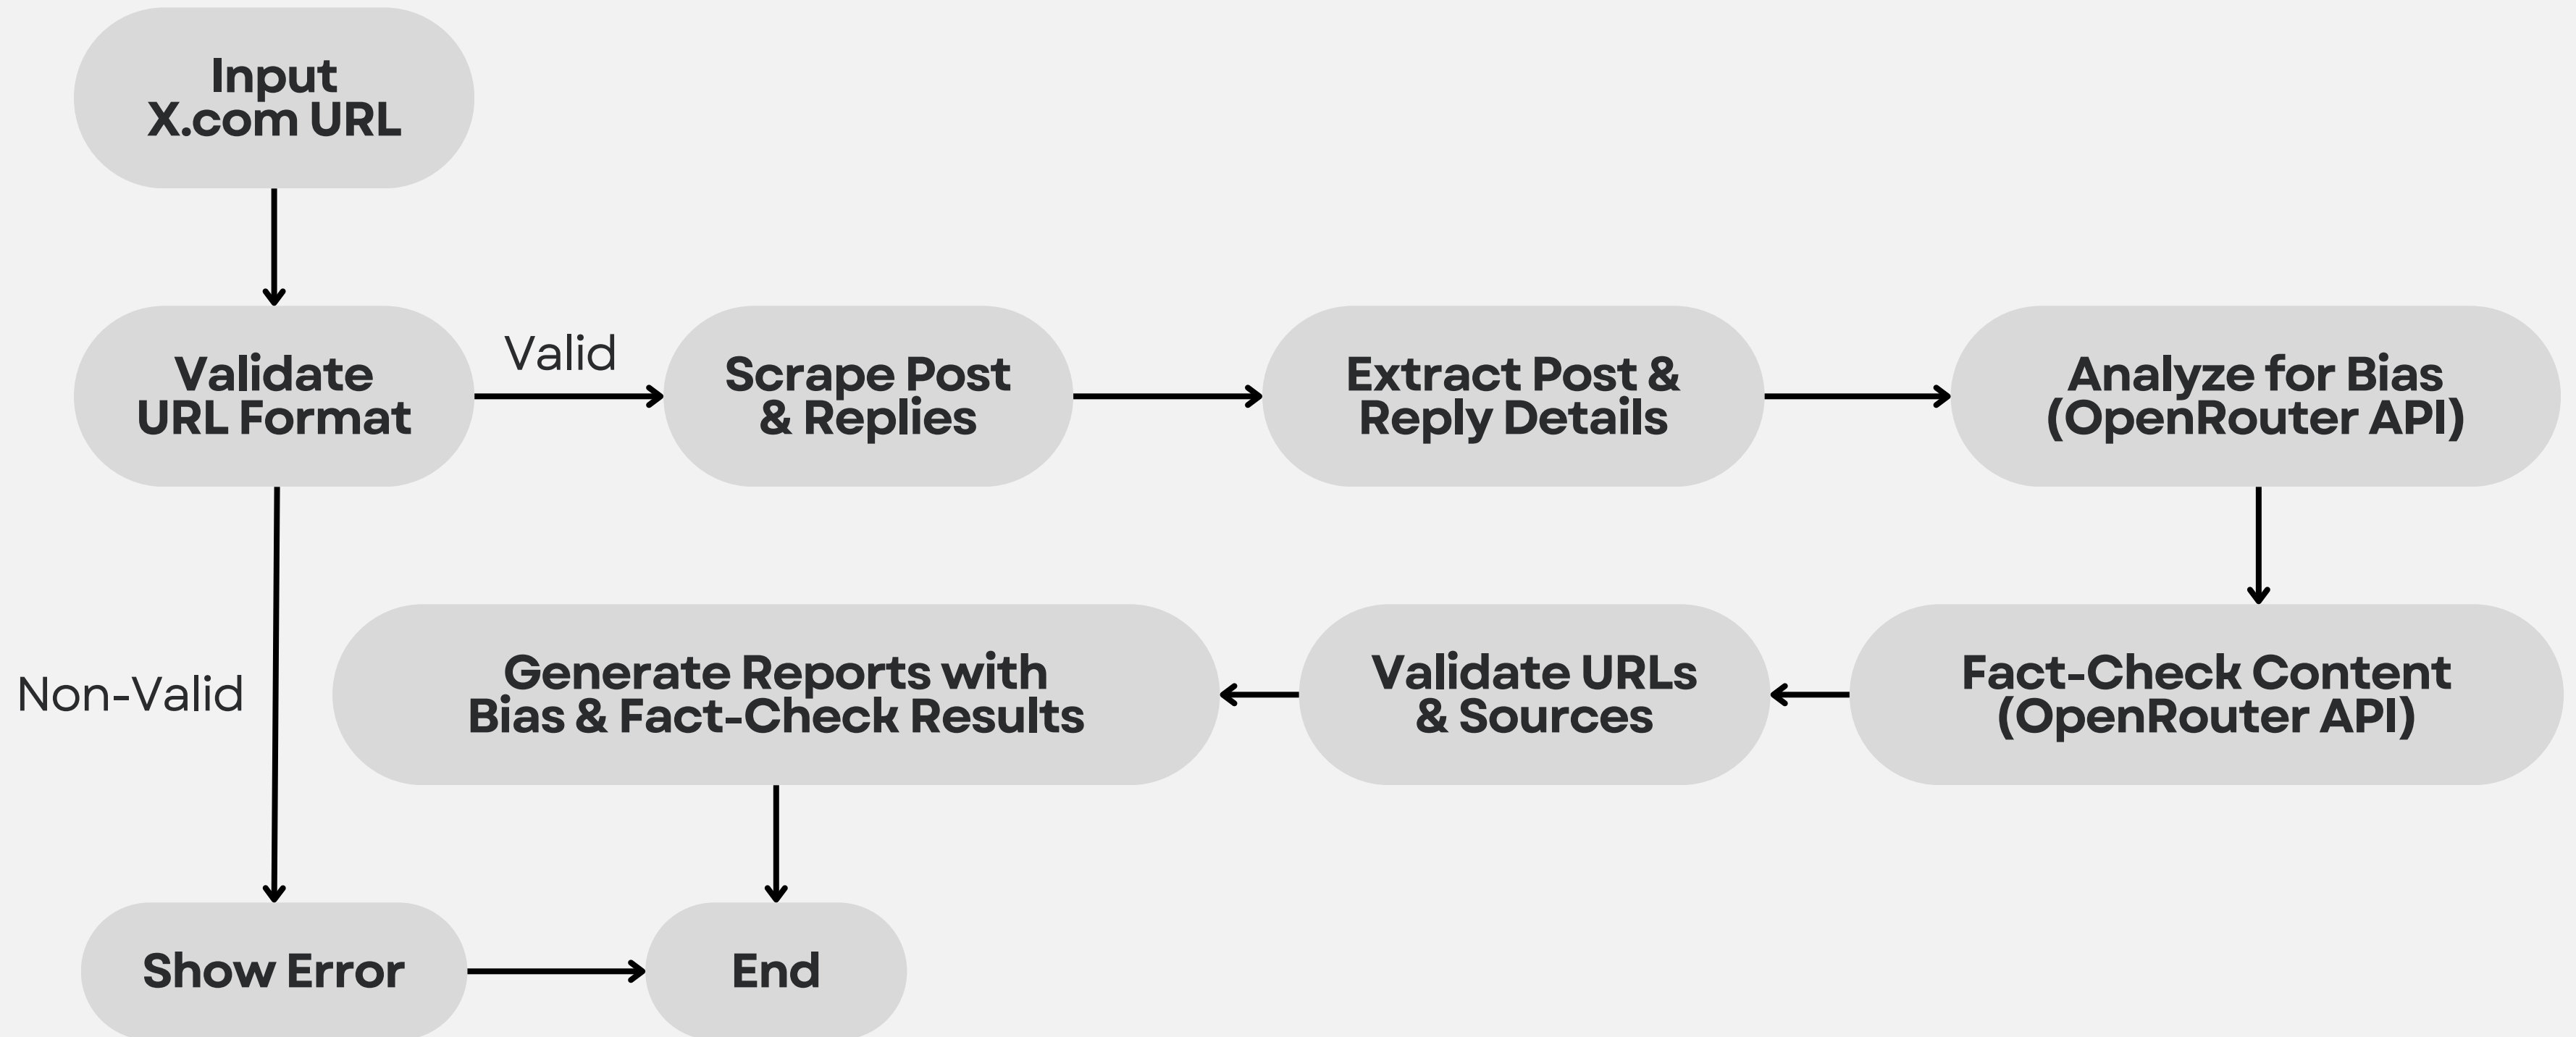 Input
X.com URL
Validate
URL Format
Valid
Scrape Post
& Replies
Extract Post &
Reply Details
Analyze for Bias
(OpenRouter API)
Non-Valid
Generate Reports with
Bias & Fact-Check Results
Validate URLs
& Sources
Fact-Check Content
(OpenRouter API)
Show Error
End